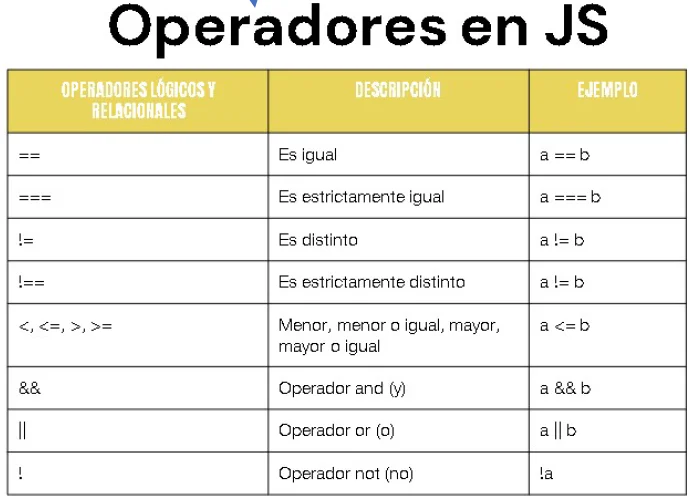 Operadores en JS
OPERADORES LÓGICOS Y
RELACIONALES
DESCRIPCIÓN
EJEMPLO
==
Es igual
a == b
===
Es estrictamente igual
a === b
!=
Es distinto
a != b
!==
Es estrictamente distinto
a != b
<, <=, >, >=
Menor, menor o igual, mayor,
mayor o igual
a <= b
&&
Operador and (y)
a && b
||
Operador or (o)
a || b
!
Operador not (no)
!a